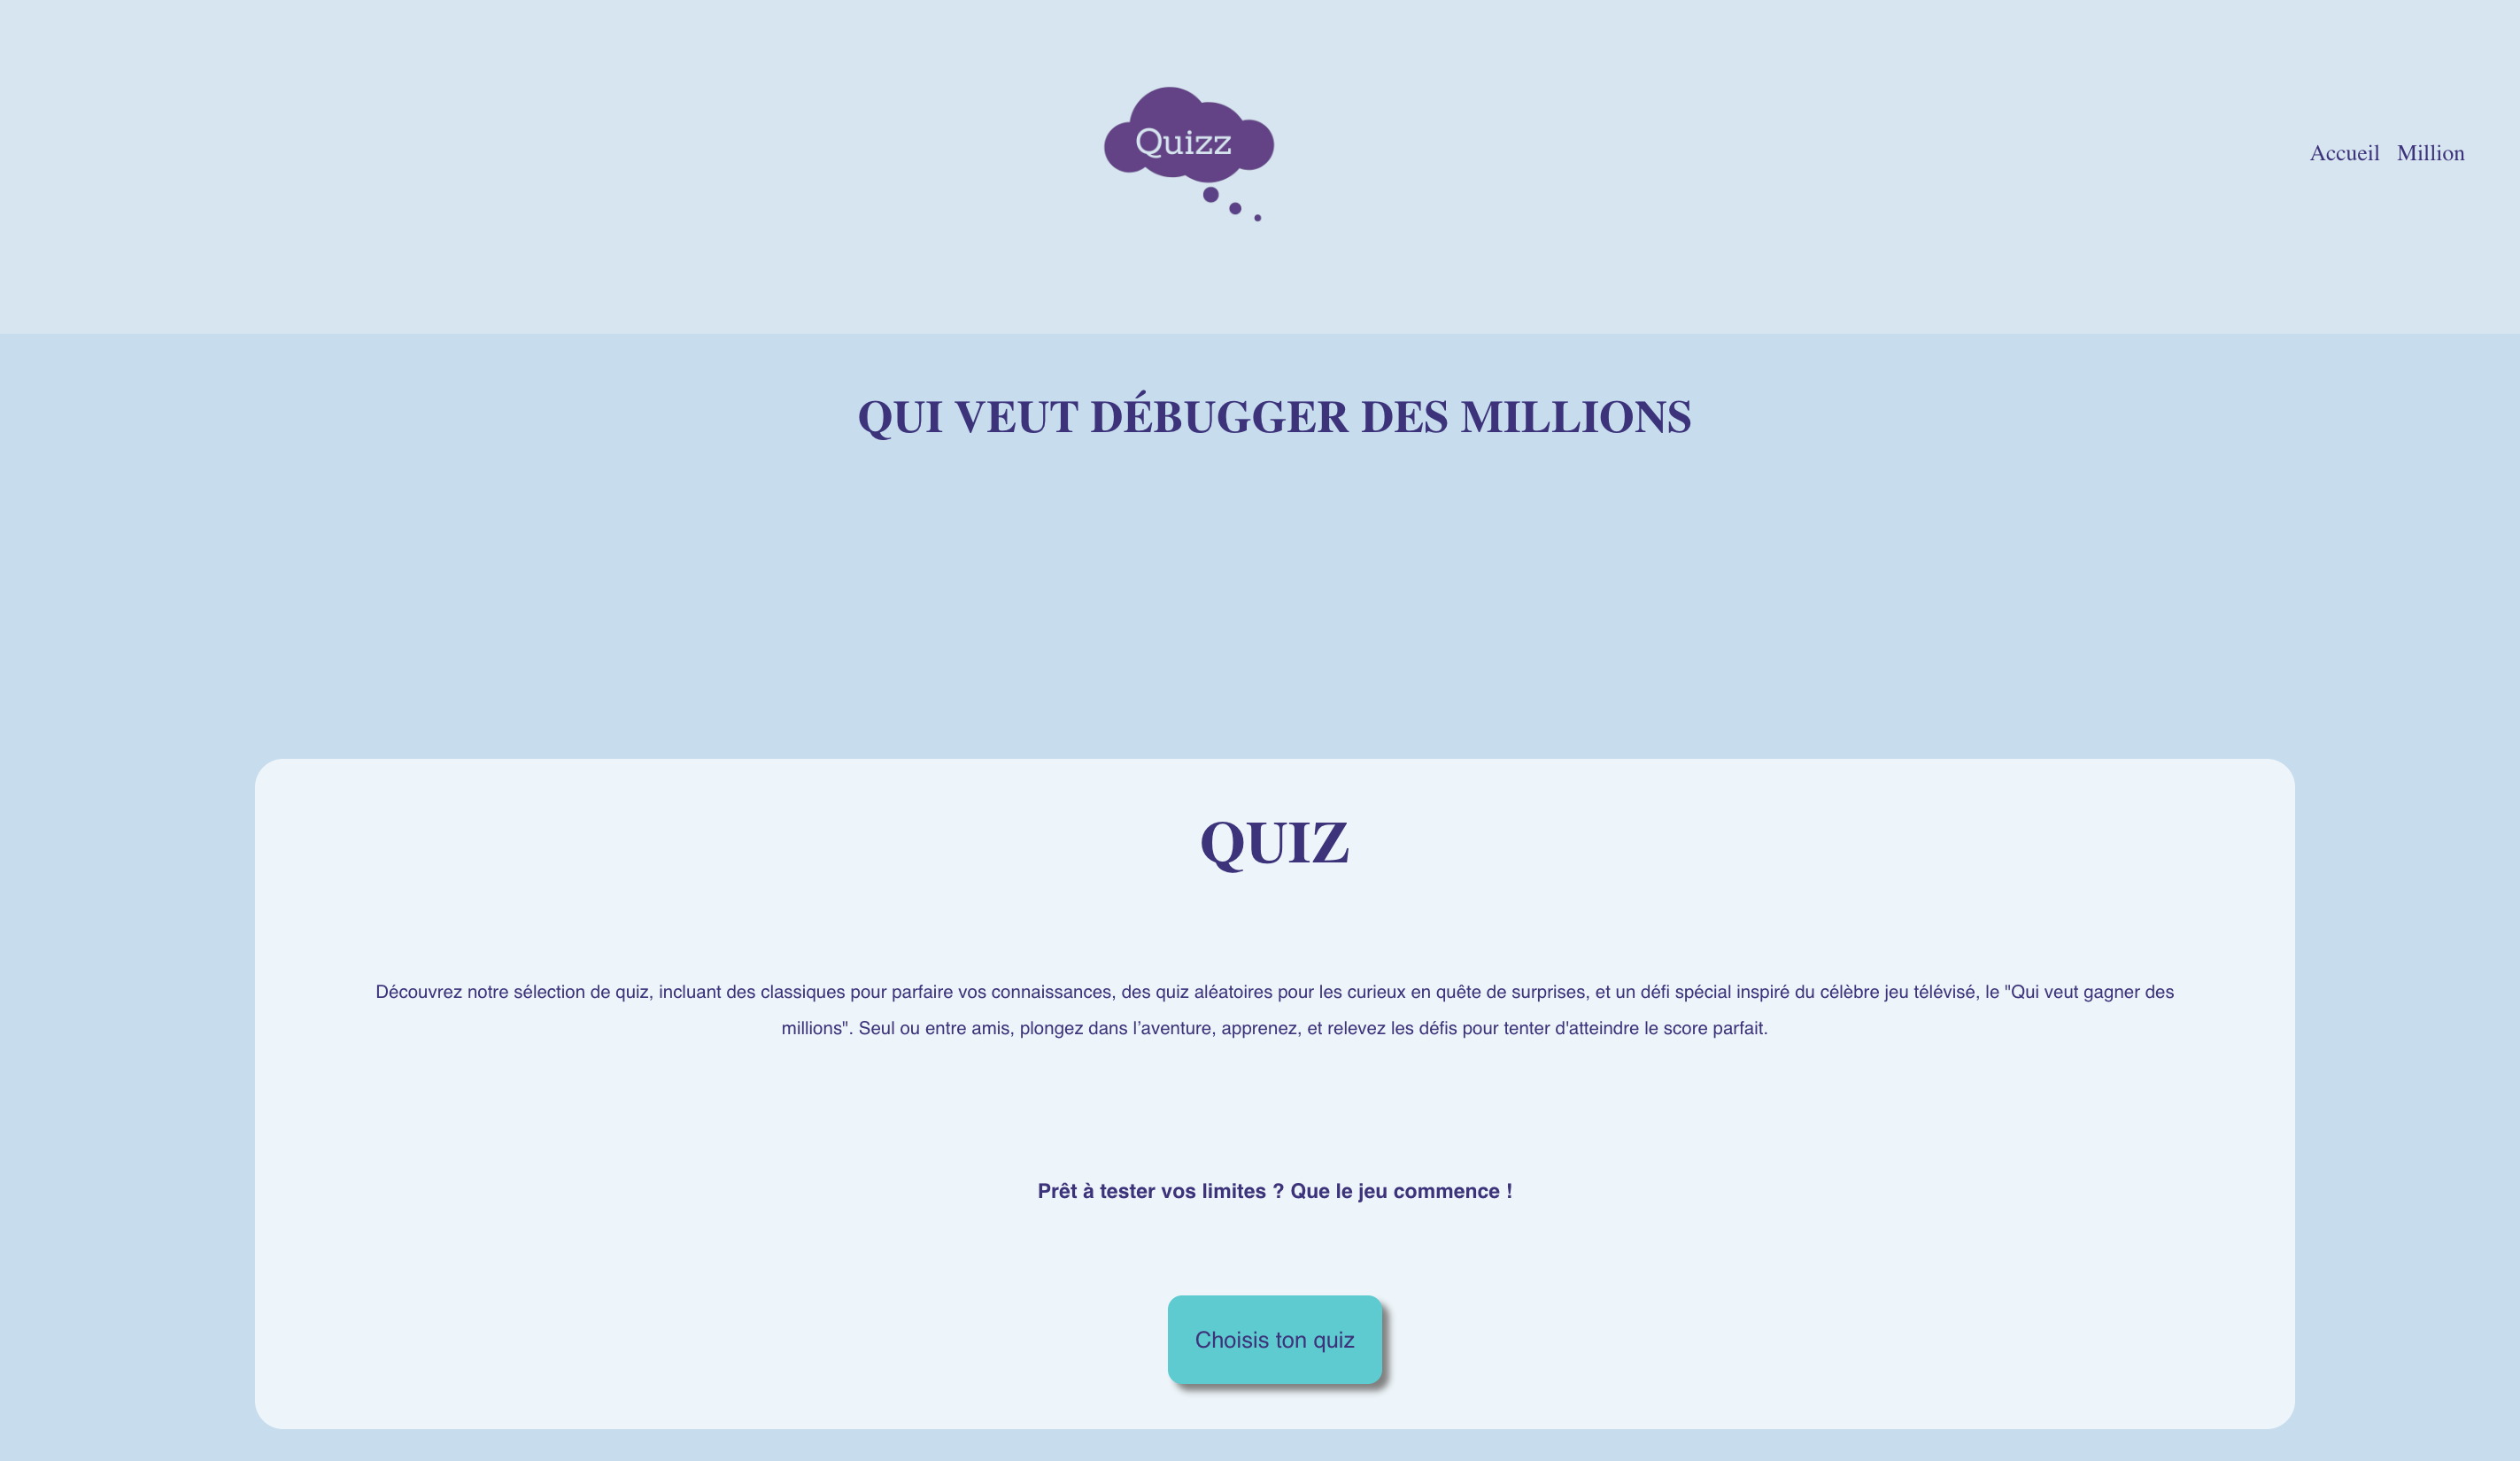 Quizz
Accueil Million
QUI VEUT DÉBUGGER DES MILLIONS
QUIZ
Découvrez notre sélection de quiz, incluant des classiques pour parfaire vos connaissances, des quiz aléatoires pour les curieux en quête de surprises, et un défi spécial inspiré du célèbre jeu télévisé, le "Qui veut gagner des
millions". Seul ou entre amis, plongez dans l’aventure, apprenez, et relevez les défis pour tenter d'atteindre le score parfait.
Prêt à tester vos limites ? Que le jeu commence !
Choisis ton quiz